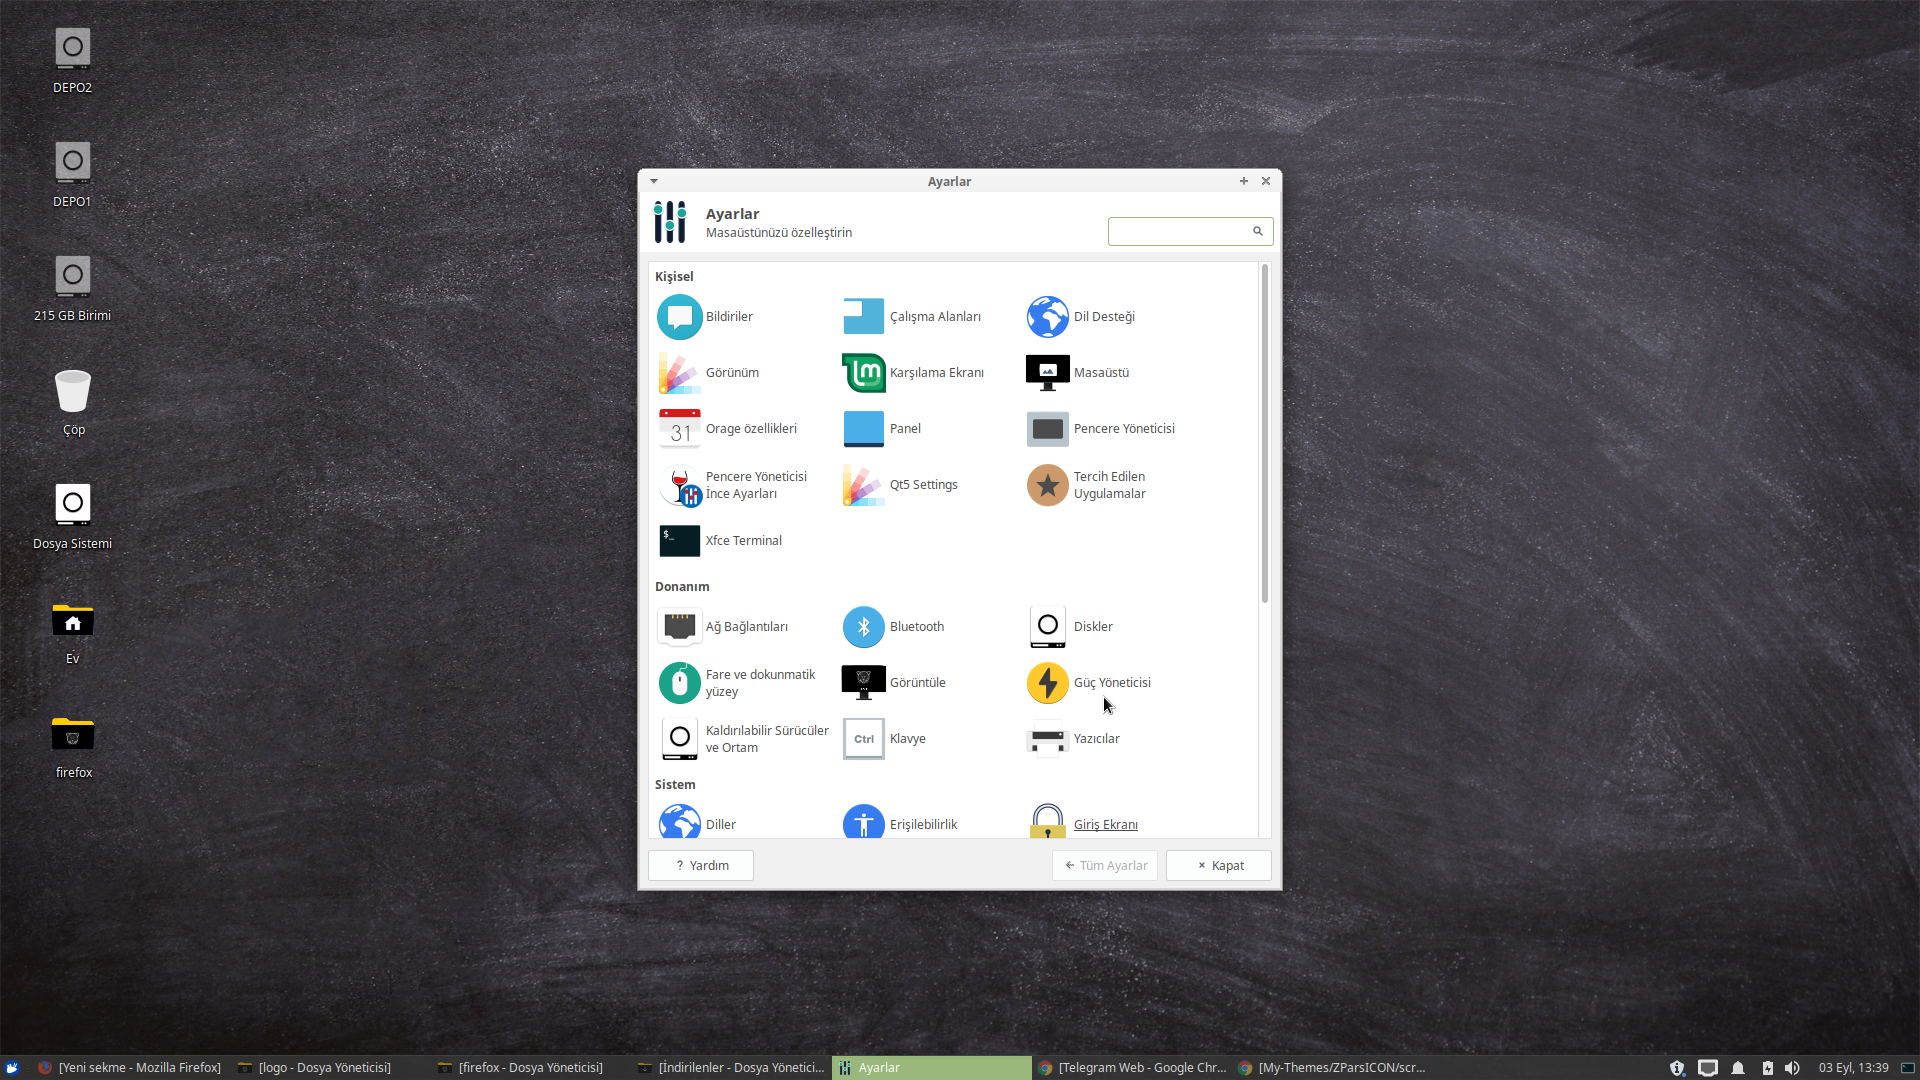 DEPO2
DEPO1
215 GB Birimi
Çöp
Dosya Sistemi
Ev
firefox
Ayarlar
Ayarlar
Masaüstünüzü özelleştirin
Kişisel
Bildiriler
Çalışma Alanları
Dil Desteği
Görünüm
Karşılama Ekranı
Masaüstü
31
Orage özellikleri
Panel
Pencere Yöneticisi
Pencere Yöneticisi
İnce Ayarları
Qt5 Settings
Tercih Edilen
Uygulamalar
$_
Xfce Terminal
Donanım
Ağ Bağlantıları
Bluetooth
Diskler
Fare ve dokunmatik
yüzey
Görüntüle
Güç Yöneticisi
Kaldırılabilir Sürücüler
ve Ortam
Ctrl
Klavye
Yazıcılar
Sistem
Diller
Erişilebilirlik
Giriş Ekranı
? Yardım
Tüm Ayarlar
Kapat
[Yeni sekme - Mozilla Firefox]
[logo - Dosya Yöneticisi]
[firefox - Dosya Yöneticisi]
[İndirilenler - Dosya Yönetici...
Ayarlar
[Telegram Web - Google Chr...
[My-Themes/ZParsICON/scr...
03 Eyl, 13:39